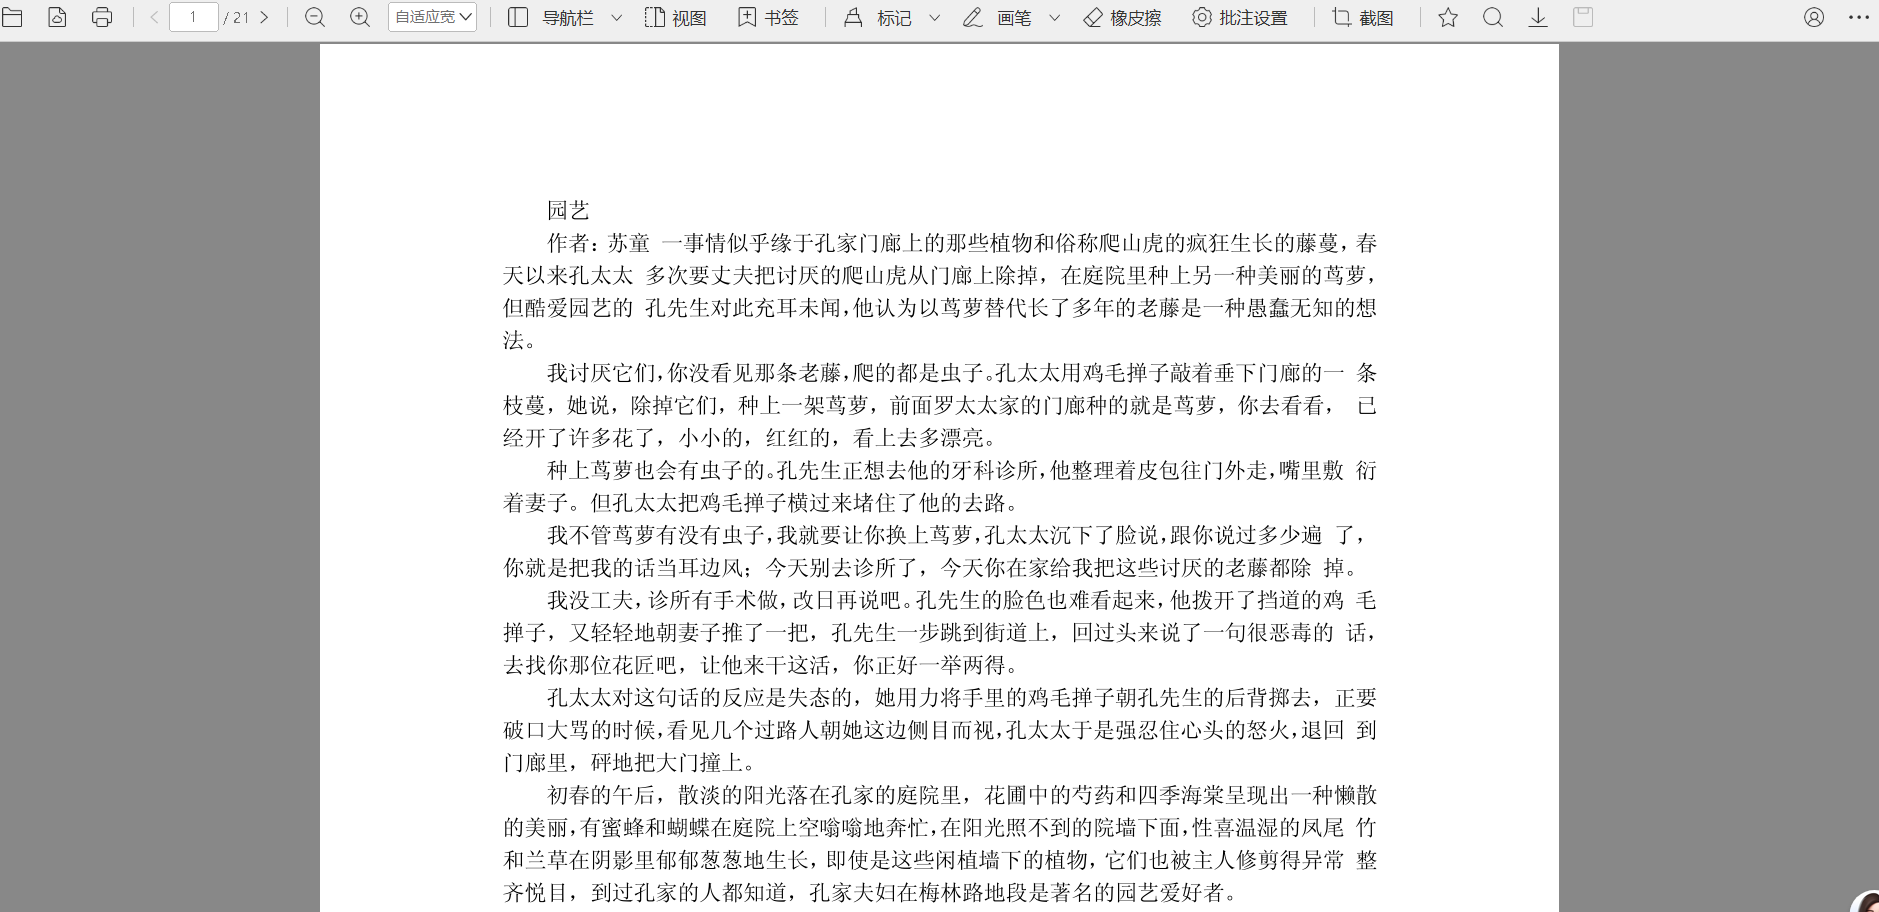 1 / 21 自适应宽 导航栏 视图 书签 标记 画笔 橡皮擦 批注设置 截图
园艺
作者：苏童 一事情似乎缘于孔家门廊上的那些植物和俗称爬山虎的疯狂生长的藤蔓，春
天以来孔太太 多次要丈夫把讨厌的爬山虎从门廊上除掉，在庭院里种上另一种美丽的茑萝，
但酷爱园艺的 孔先生对此充耳未闻，他认为以茑萝替代长了多年的老藤是一种愚蠢无知的想
法。
我讨厌它们，你没看见那条老藤，爬的都是虫子。孔太太用鸡毛掸子敲着垂下门廊的一 条
枝蔓，她说，除掉它们，种上一架茑萝，前面罗太太家的门廊种的就是茑萝，你去看看， 已
经开了许多花了，小小的，红红的，看上去多漂亮。
种上茑萝也会有虫子的。孔先生正想去他的牙科诊所，他整理着皮包往门外走，嘴里敷 衍
着妻子。但孔太太把鸡毛掸子横过来堵住了他的去路。
我不管茑萝有没有虫子，我就要让你换上茑萝，孔太太沉下了脸说，跟你说过多少遍 了，
你就是把我的话当耳边风；今天别去诊所了，今天你在家给我把这些讨厌的老藤都除 掉。
我没工夫，诊所有手术做，改日再说吧。孔先生的脸色也难看起来，他拨开了挡道的鸡 毛
掸子，又轻轻地朝妻子推了一把，孔先生一步跳到街道上，回过头来说了一句很恶毒的 话，
去找你那位花匠吧，让他来干这活，你正好一举两得。
孔太太对这句话的反应是失态的，她用力将手里的鸡毛掸子朝孔先生的后背掷去，正要
破口大骂的时候，看见几个过路人朝她这边侧目而视，孔太太于是强忍住心头的怒火，退回 到
门廊里，砰地把大门撞上。
初春的午后，散淡的阳光落在孔家的庭院里，花圃中的芍药和四季海棠呈现出一种懒散
的美丽，有蜜蜂和蝴蝶在庭院上空嗡嗡地奔忙，在阳光照不到的院墙下面，性喜温湿的凤尾 竹
和兰草在阴影里郁郁葱葱地生长，即使是这些闲植墙下的植物，它们也被主人修剪得异常 整
齐悦目，到过孔家的人都知道，孔家夫妇在梅林路地段是著名的园艺爱好者。